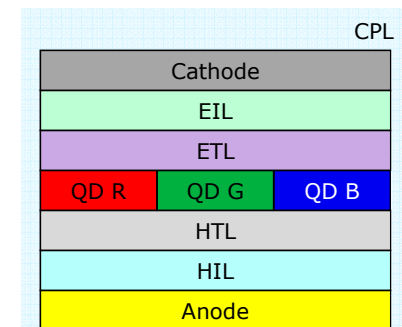 CPL
Cathode
EIL
ETL
QD R QD G QD B
HTL
HIL
Anode